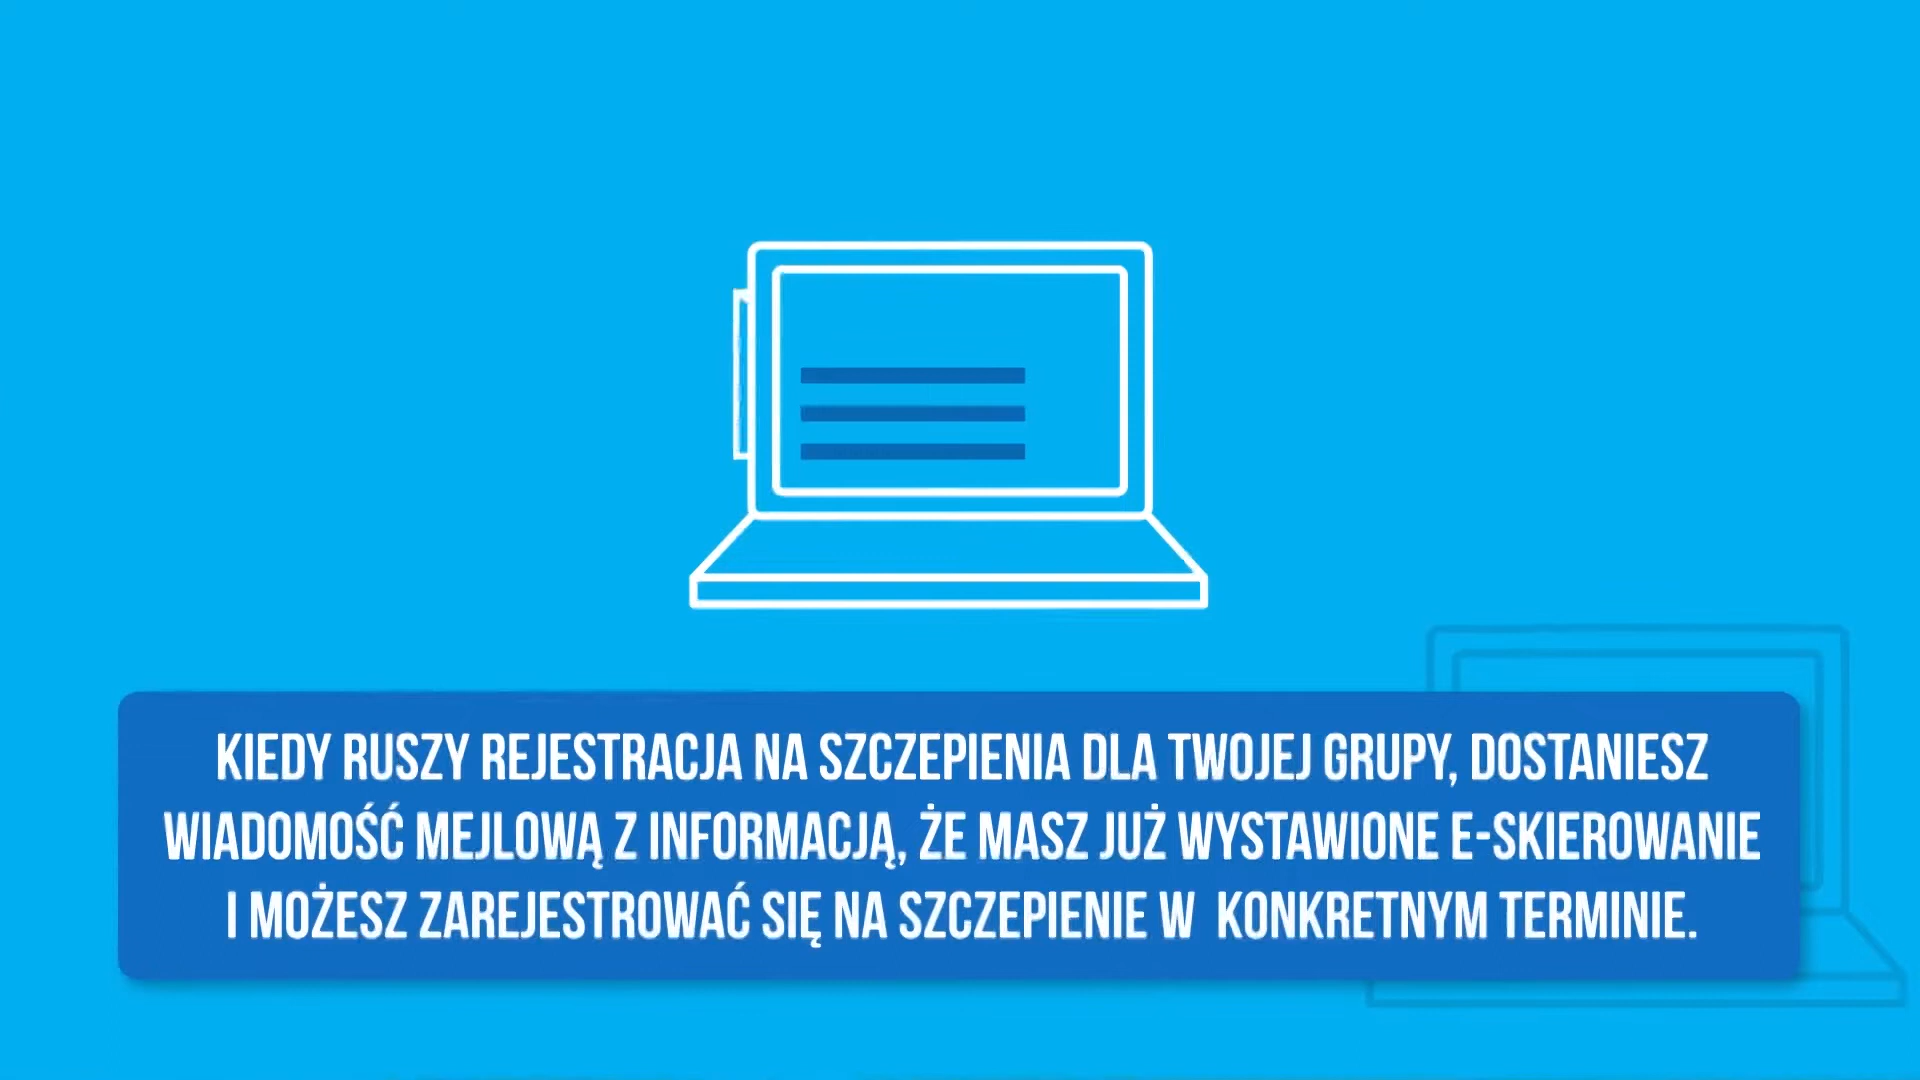 KIEDY RUSZY REJESTRACJA NA SZCZEPIENIA DLA TWOJEJ GRUPY, DOSTANIESZ
WIADOMOŚĆ MEJLOWĄ Z INFORMACJĄ, ŻE MASZ JUŻ WYSTAWIONE E-SKIEROWANIE
I MOŻESZ ZAREJESTROWAĆ SIĘ NA SZCZEPIENIE W KONKRETNYM TERMINIE.